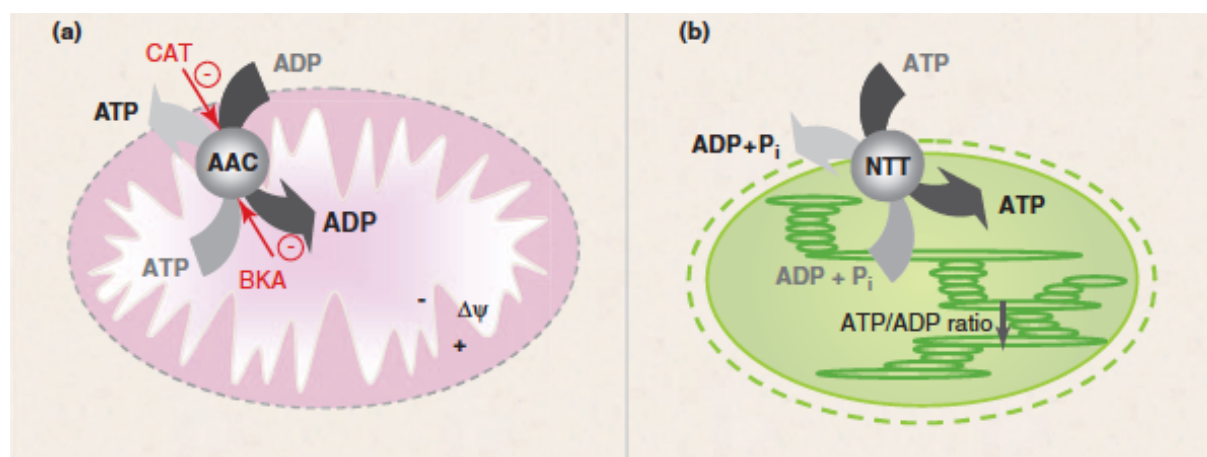 (a)
CAT
-
ADP
ATP
AAC
ADP
ATP
-
BKA
- Δψ
+
(b)
ATP
ADP+Pi
NTT
ATP
ADP + Pi
ATP/ADP ratio